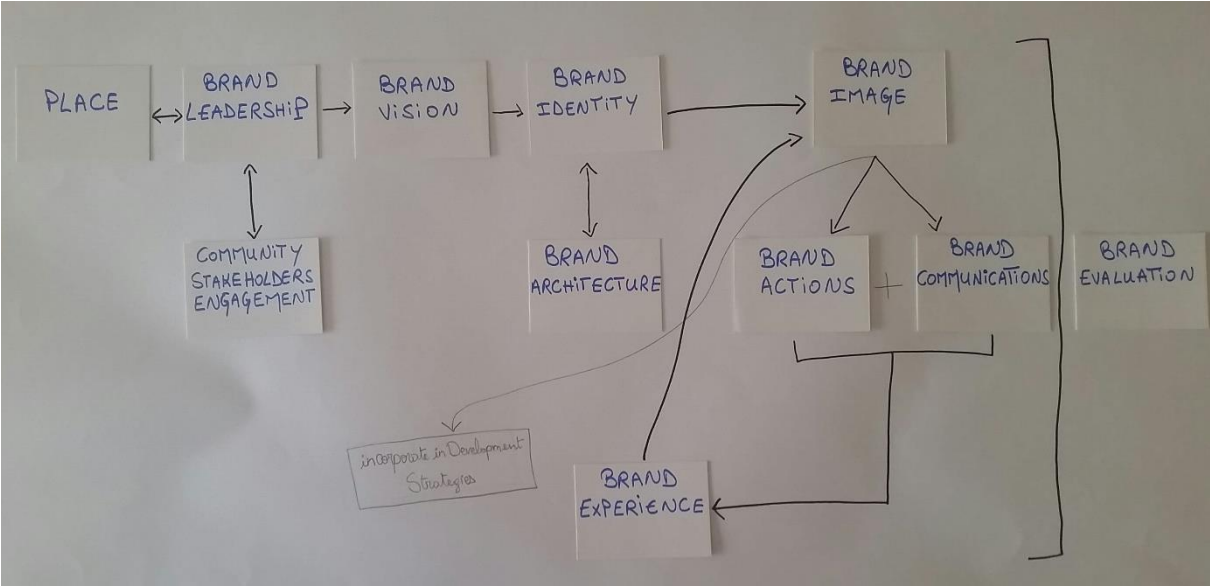 PLACE
BRAND
LEADERSHIP
BRAND
VISION
BRAND
IDENTITY
BRAND
IMAGE
COMMUNITY
STAKEHOLDERS
ENGAGEMENT
BRAND
ARCHITECTURE
BRAND
ACTIONS
+
BRAND
COMMUNICATIONS
BRAND
EVALUATION
incorporate in Development
Strategies
BRAND
EXPERIENCE